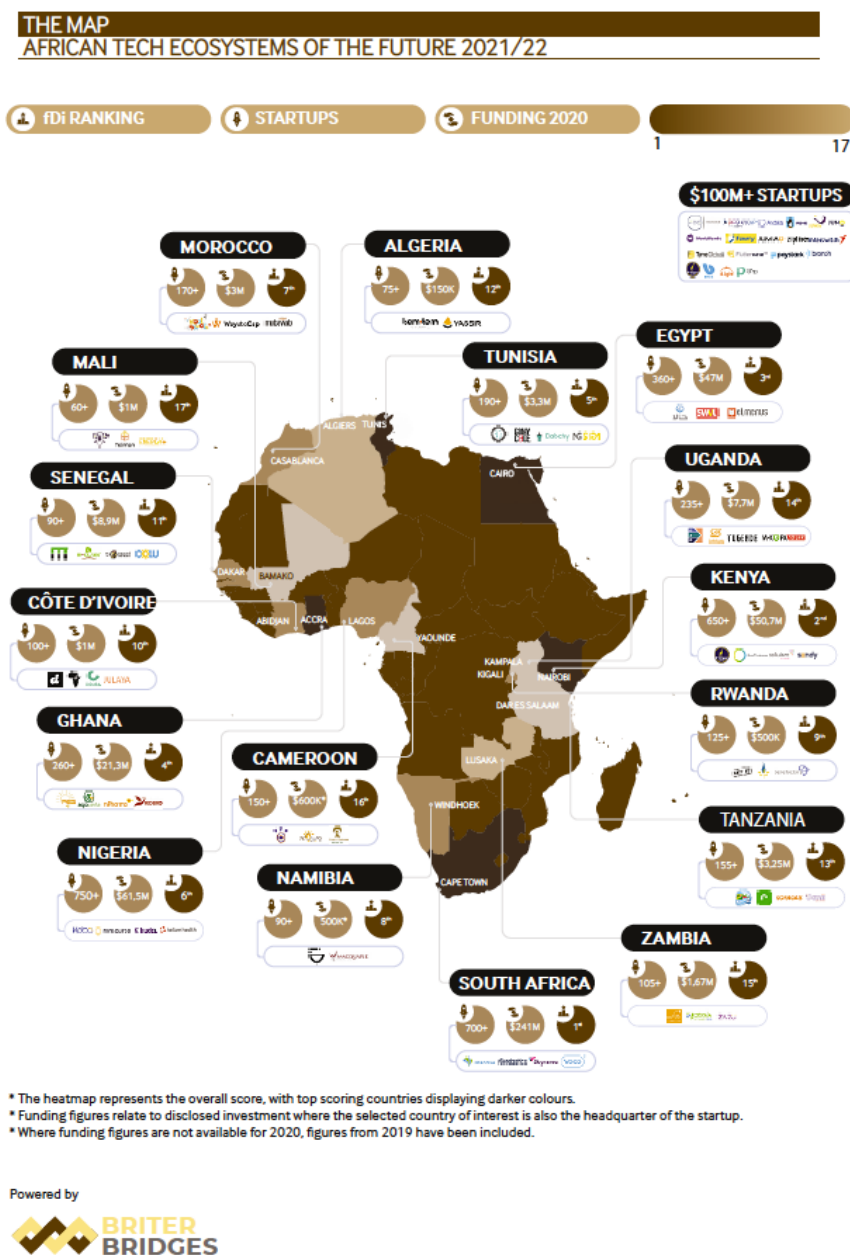 THE MAP
AFRICAN TECH ECOSYSTEMS OF THE FUTURE 2021/22
fDi RANKING
STARTUPS
FUNDING 2020
1
17
$100M+ STARTUPS
MOROCCO
170+
$3M
7th
WaystoCap
ALGERIA
75+
$150K
12th
YASSIR
EGYPT
360+
$47M
3rd
elmenus
MALI
60+
$1M
17th
TUNISIA
190+
$3,3M
5th
Dabchy
UGANDA
235+
$7,7M
14th
TUGENDE
SENEGAL
90+
$8,9M
11th
KENYA
650+
$50,7M
2nd
sendy
CÔTE D'IVOIRE
100+
$1M
10th
RWANDA
125+
$500K
9th
GHANA
260+
$21,3M
4th
CAMEROON
150+
$600K*
16th
TANZANIA
155+
$3,25M
13th
NIGERIA
750+
$61,5M
6th
kuda.
NAMIBIA
90+
500K*
8th
ZAMBIA
105+
$1,67M
15th
SOUTH AFRICA
700+
$241M
1st
ALGIERS
TUNIS
CASABLANCA
CAIRO
DAKAR
BAMAKO
ABIDJAN
ACCRA
LAGOS
YAOUNDE
KAMPALA
KIGALI
NAIROBI
DAR ES SALAAM
LUSAKA
WINDHOEK
CAPE TOWN
* The heatmap represents the overall score, with top scoring countries displaying darker colours.
* Funding figures relate to disclosed investment where the selected country of interest is also the headquarter of the startup.
* Where funding figures are not available for 2020, figures from 2019 have been included.
Powered by
BRITER
BRIDGES